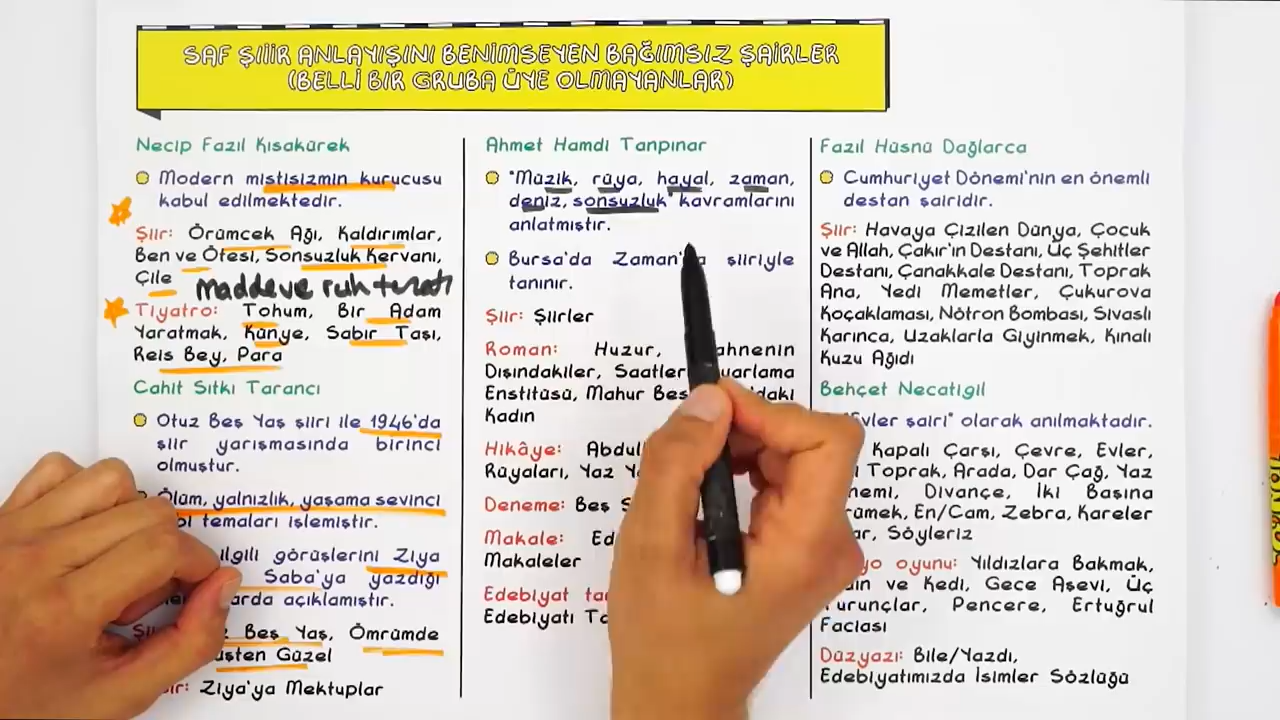 SAF ŞİİR ANLAYIŞINI BENİMSEYEN BAĞIMSIZ ŞAİRLER
(BELLİ BİR GRUBA ÜYE OLMAYANLAR)
Necip Fazıl Kısakürek
Modern mistisizmin kurucusu
kabul edilmektedir.
Şiir: Örümcek Ağı, Kaldırımlar,
Ben ve Ötesi, Sonsuzluk Kervanı,
Çile
madde ve ruh tezatı
Tiyatro: Tohum, Bir Adam
Yaratmak, Künye, Sabır Taşı,
Reis Bey, Para
Cahit Sıtkı Tarancı
Otuz Beş Yaş şiiri ile 1946'da
şiir yarışmasında birinci
olmuştur.
Ölüm, yalnızlık, yaşama sevinci
temaları işlemiştir.
ilgili görüşlerini Ziya
Saba'ya yazdığı
açıklamıştır.
Beş Yaş, Ömrümde
Güzel
Ziya'ya Mektuplar
Ahmet Hamdi Tanpınar
"Müzik, rüya, hayal, zaman,
deniz, sonsuzluk" kavramlarını
anlatmıştır.
Bursa'da Zaman şiiriyle
tanınır.
Şiir: Şiirler
Roman: Huzur,
Dışındakiler,
Enstitüsü, Mahur
Kadın
Hikâye:
Rüyaları, Yaz
Deneme: Beş
Makale:
Makaleler
Edebiyat
Edebiyatı
Fazıl Hüsnü Dağlarca
Cumhuriyet Dönemi'nin en önemli
destan şairidir.
Şiir: Havaya Çizilen Dünya, Çocuk
ve Allah, Çakır'ın Destanı, Üç Şehitler
Destanı, Çanakkale Destanı, Toprak
Ana, Yedi Memetler, Çukurova
Koçaklaması, Nötron Bombası, Sivaslı
Karınca, Uzaklarla Giyinmek, Kınalı
Kuzu Ağıdı
Behçet Necatigil
"Evler şairi" olarak anılmaktadır.
Kapalı Çarşı, Çevre, Evler,
Toprak, Arada, Dar Çağ, Yaz
Divançe, İki Başına
En/Cam, Zebra, Kareler
Söyleriz
oyunu: Yıldızlara Bakmak,
ve Kedi, Gece Aşevi, Üç
Turunçlar, Pencere, Ertuğrul
Faciası
Düzyazı: Bile/Yazdı,
Edebiyatımızda İsimler Sözlüğü